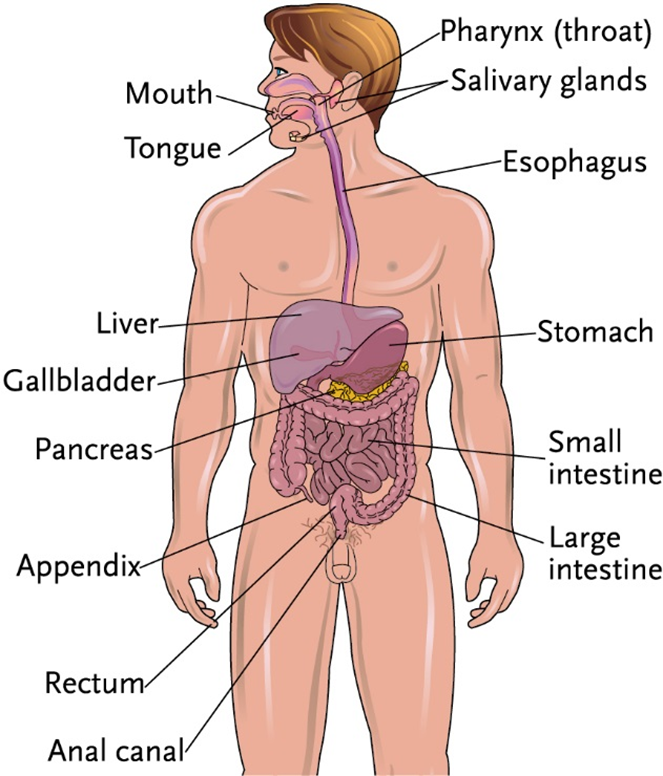 Pharynx (throat)
Salivary glands
Mouth
Tongue
Esophagus
Liver
Stomach
Gallbladder
Pancreas
Small
intestine
Large
intestine
Appendix
Rectum
Anal canal